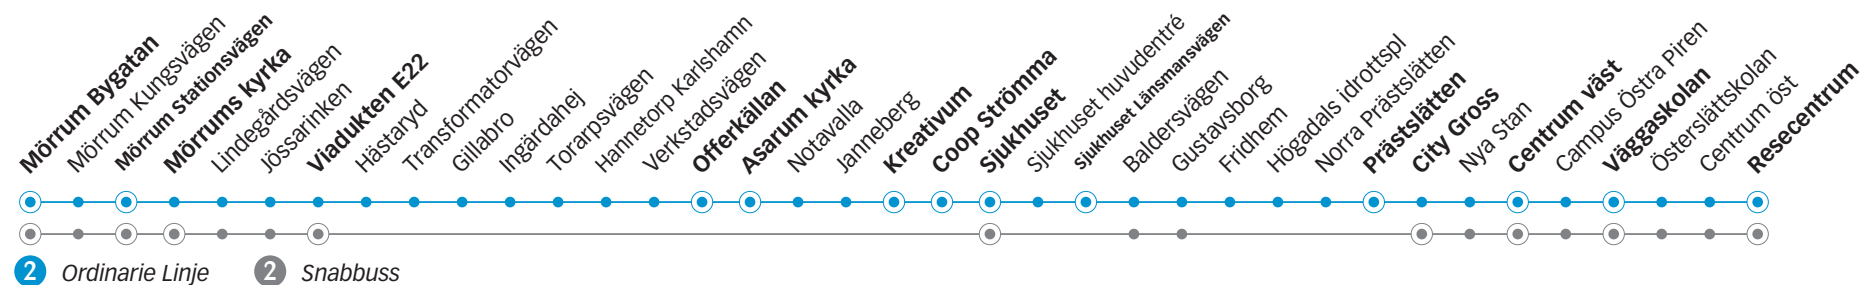 Mörrum Bygatan
Mörrum Kungsvägen
Mörrum Stationsvägen
Mörrums kyrka
Lindegårdsvägen
Jössarinken
Viadukten E22
Hästaryd
Transformatorvägen
Gillabro
Ingärdahej
Torarpsvägen
Hannetorp Karlshamn
Verkstadsvägen
Offerkällan
Asarum kyrka
Notavalla
Janneberg
Kreativum
Coop Strömma
Sjukhuset
Sjukhuset huvudentré
Sjukhuset Länsmansvägen
Baldersvägen
Gustavsborg
Fridhem
Högadals idrottspl
Norra Prästslätten
Prästslätten
City Gross
Nya Stan
Centrum väst
Campus Östra Piren
Väggaskolan
Österslättskolan
Centrum öst
Resecentrum
2 Ordinarie Linje
2 Snabbuss